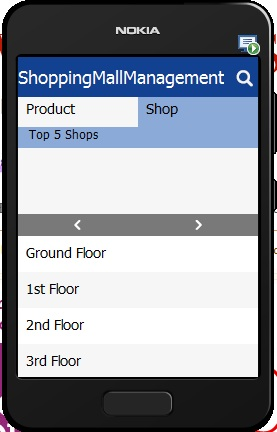 NOKIA
ShoppingMallManagement
Product Shop
Top 5 Shops
Ground Floor
1st Floor
2nd Floor
3rd Floor